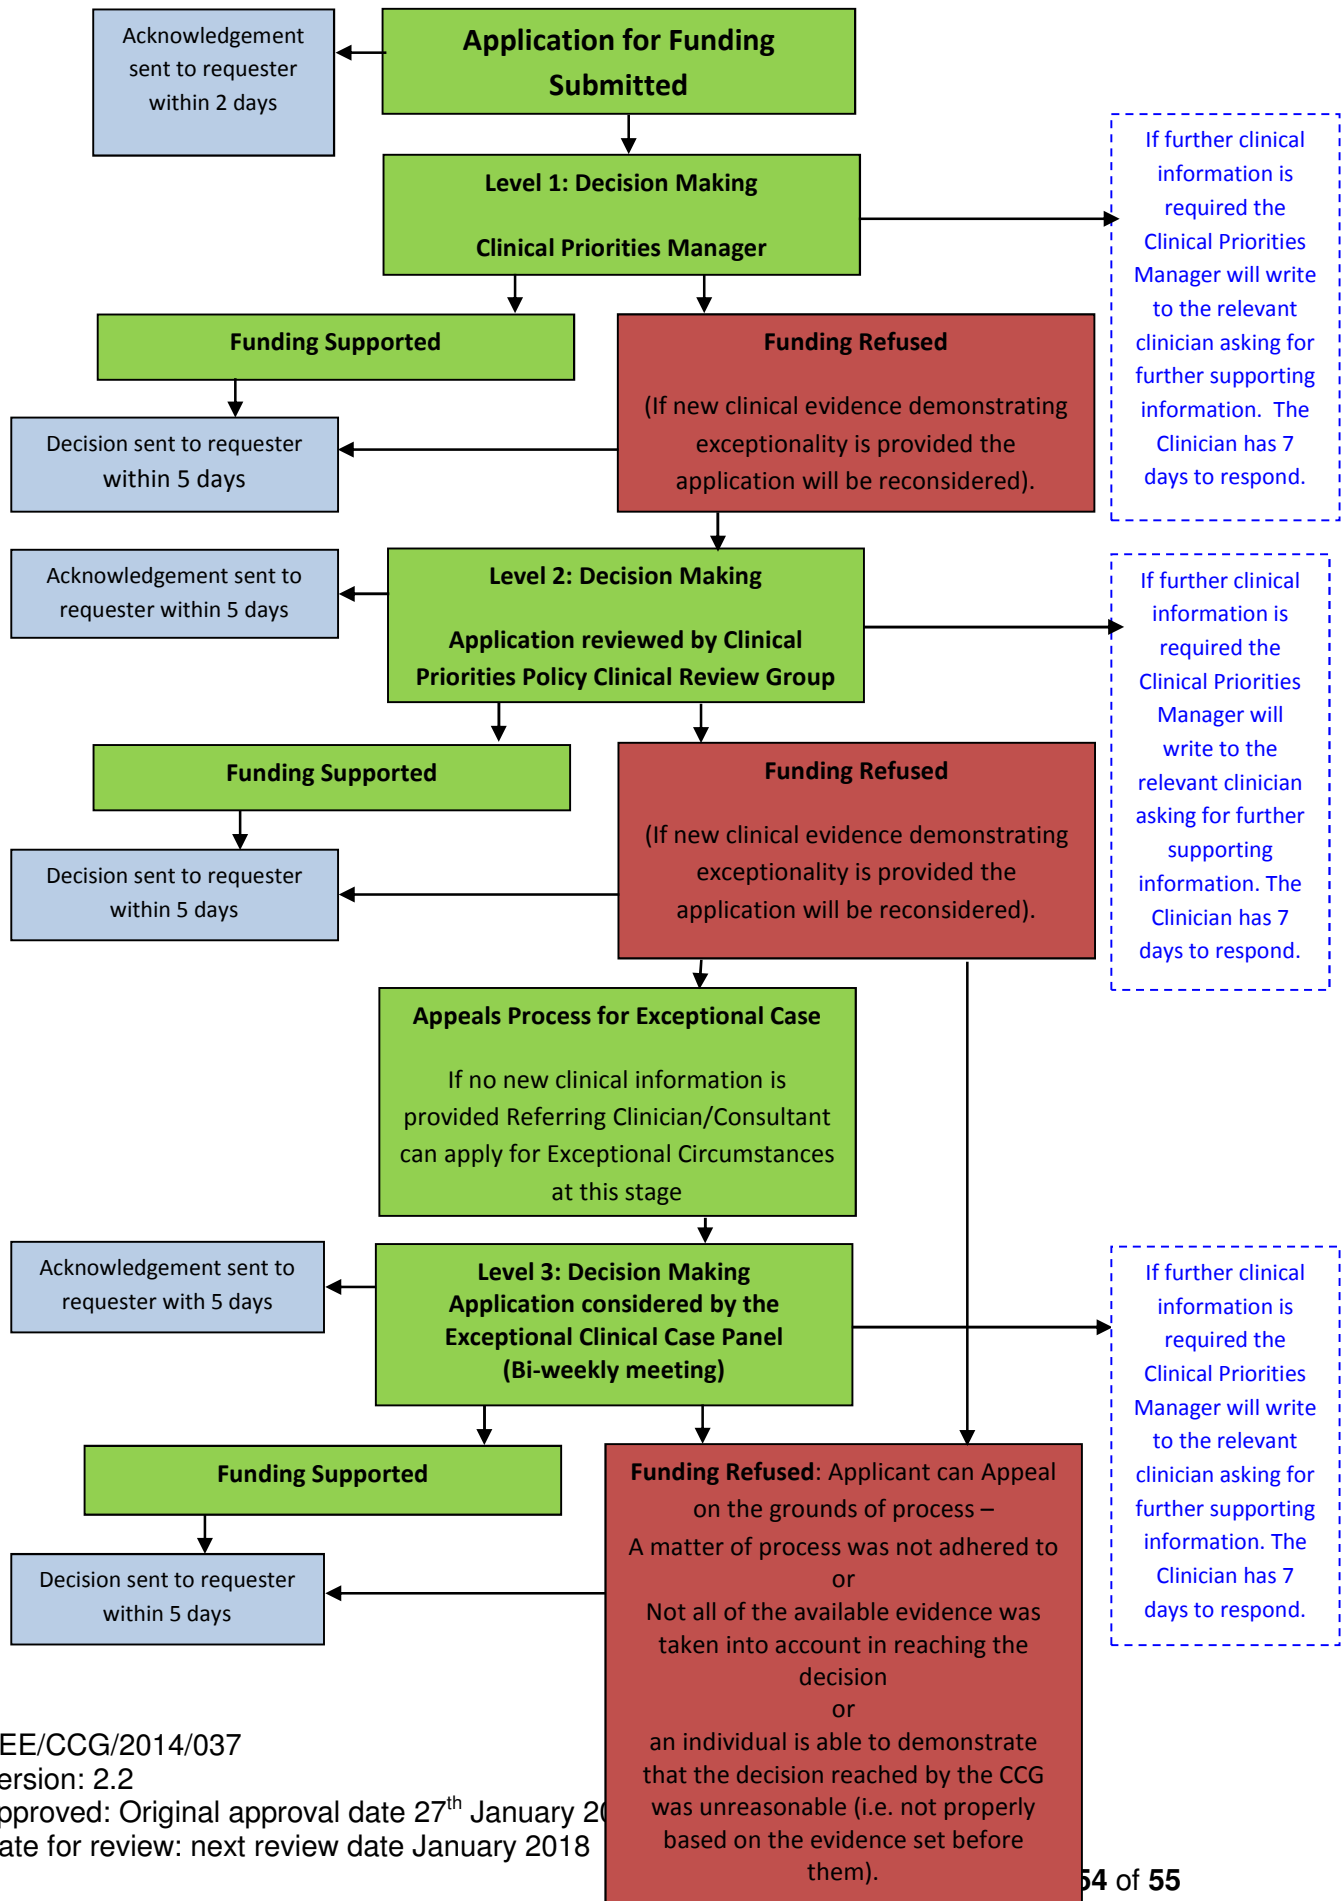 Acknowledgement
sent to requester
within 2 days
Application for Funding
Submitted
Level 1: Decision Making
Clinical Priorities Manager
If further clinical
information is
required the
Clinical Priorities
Manager will write
to the relevant
clinician asking for
further supporting
information. The
Clinician has 7
days to respond.
Funding Supported
Funding Refused
(If new clinical evidence demonstrating
exceptionality is provided the
application will be reconsidered).
Decision sent to requester
within 5 days
Acknowledgement sent to
requester within 5 days
Level 2: Decision Making
Application reviewed by Clinical
Priorities Policy Clinical Review Group
If further clinical
information is
required the
Clinical Priorities
Manager will
write to the
relevant clinician
asking for further
supporting
information. The
Clinician has 7
days to respond.
Funding Supported
Funding Refused
(If new clinical evidence demonstrating
exceptionality is provided the
application will be reconsidered).
Decision sent to requester
within 5 days
Appeals Process for Exceptional Case
If no new clinical information is
provided Referring Clinician/Consultant
can apply for Exceptional Circumstances
at this stage
Acknowledgement sent to
requester with 5 days
Level 3: Decision Making
Application considered by the
Exceptional Clinical Case Panel
(Bi-weekly meeting)
If further clinical
information is
required the
Clinical Priorities
Manager will write
to the relevant
clinician asking for
further supporting
information. The
Clinician has 7
days to respond.
Funding Supported
Funding Refused: Applicant can Appeal
on the grounds of process –
A matter of process was not adhered to
or
Not all of the available evidence was
taken into account in reaching the
decision
or
an individual is able to demonstrate
that the decision reached by the CCG
was unreasonable (i.e. not properly
based on the evidence set before
them).
Decision sent to requester
within 5 days
EE/CCG/2014/037
ersion: 2.2
pproved: Original approval date 27th January 20
ate for review: next review date January 2018
54 of 55